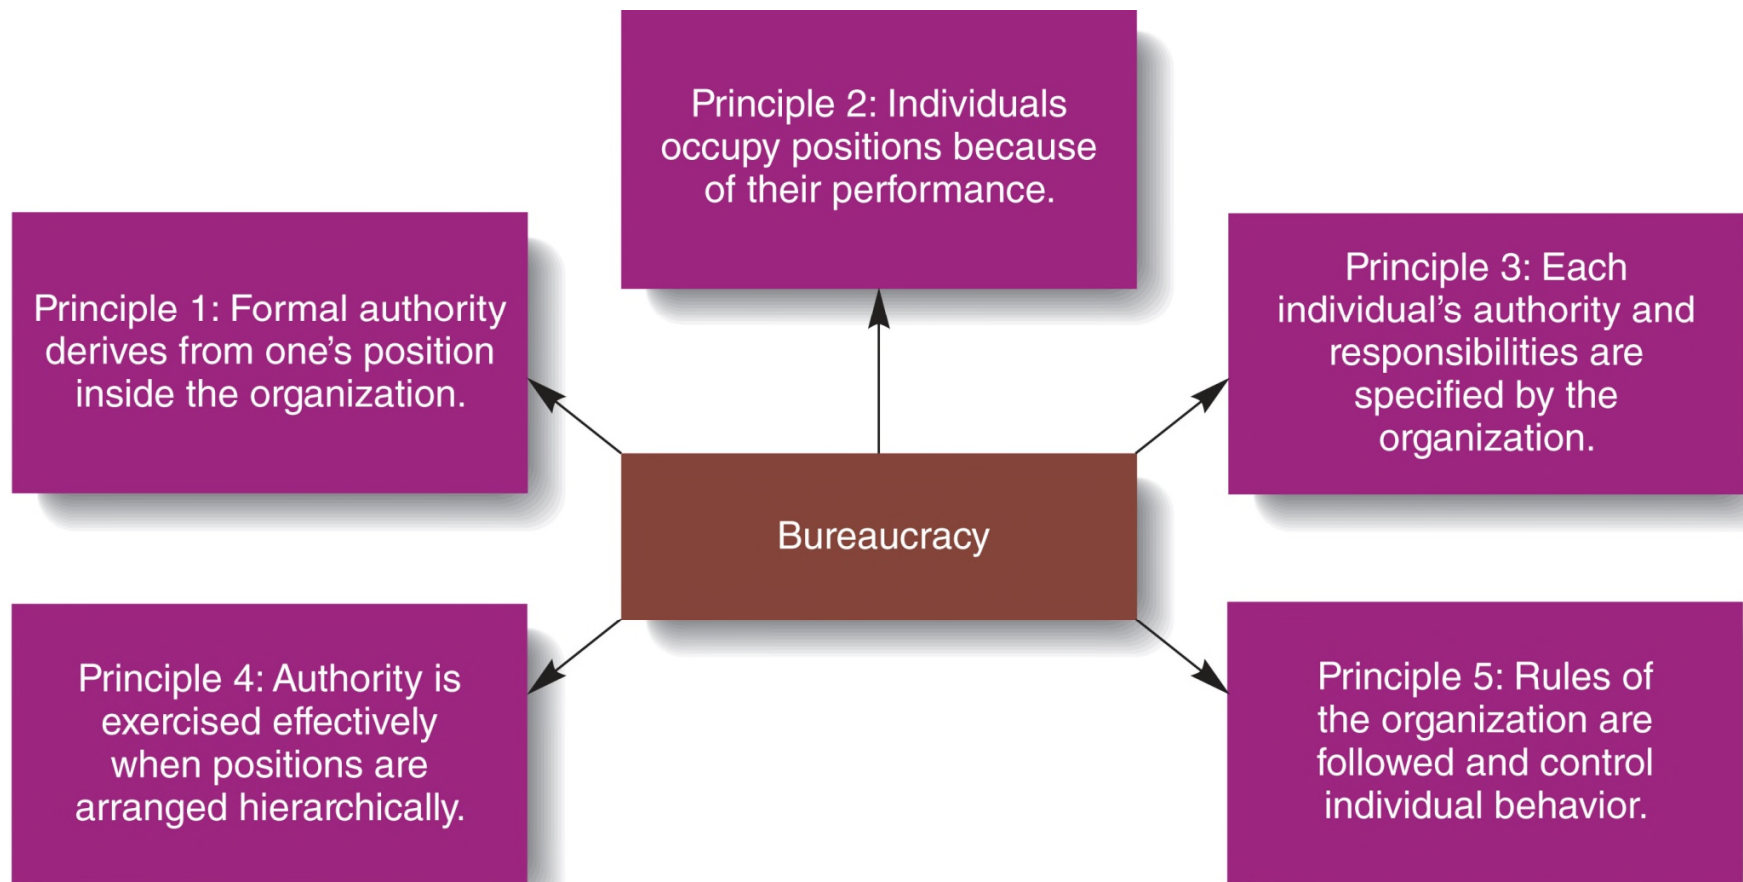 Principle 1: Formal authority
derives from one’s position
inside the organization.
Principle 2: Individuals
occupy positions because
of their performance.
Principle 3: Each
individual’s authority and
responsibilities are
specified by the
organization.
Bureaucracy
Principle 4: Authority is
exercised effectively
when positions are
arranged hierarchically.
Principle 5: Rules of
the organization are
followed and control
individual behavior.